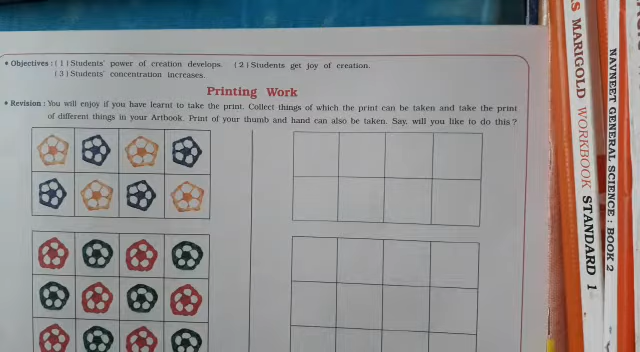 • Objectives : ( 1 ) Students' power of creation develops. ( 2 ) Students get joy of creation.
( 3 ) Students' concentration increases.
Printing Work
• Revision : You will enjoy if you have learnt to take the print. Collect things of which the print can be taken and take the print
of different things in your Artbook. Print of your thumb and hand can also be taken. Say, will you like to do this ?
S MARIGOLD WORKBOOK STANDARD 1
NAVNEET GENERAL SCIENCE : BOOK 2